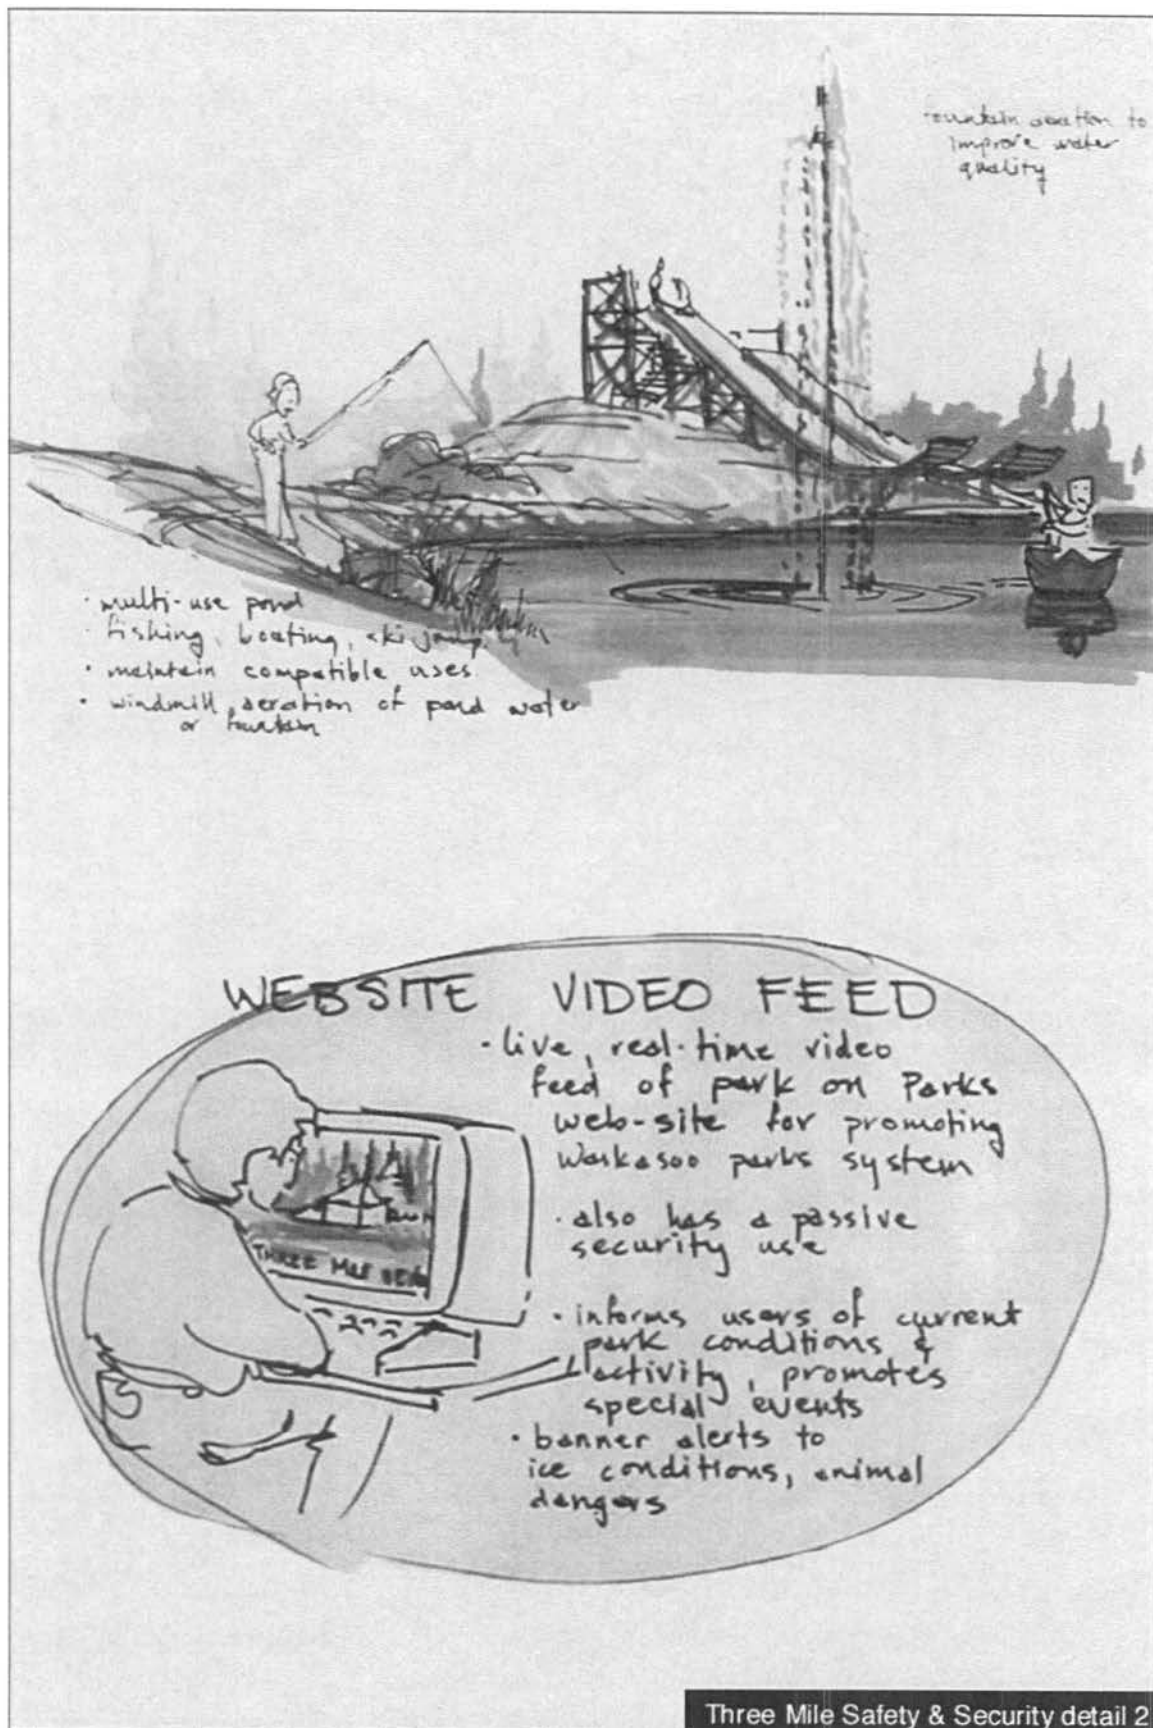 fountain aeration to
improve water
quality
· multi-use pond
· fishing, boating, ski jump
· maintain compatible uses
· windmill, aeration of pond water
or fountain
WEBSITE VIDEO FEED
· live, real-time video
feed of park on Parks
web-site for promoting
Waskasoo parks system
· also has a passive
security use
· informs users of current
park conditions &
activity, promotes
special events
· banner alerts to
ice conditions, animal
dangers
THREE MILE BEND
Three Mile Safety & Security detail 2